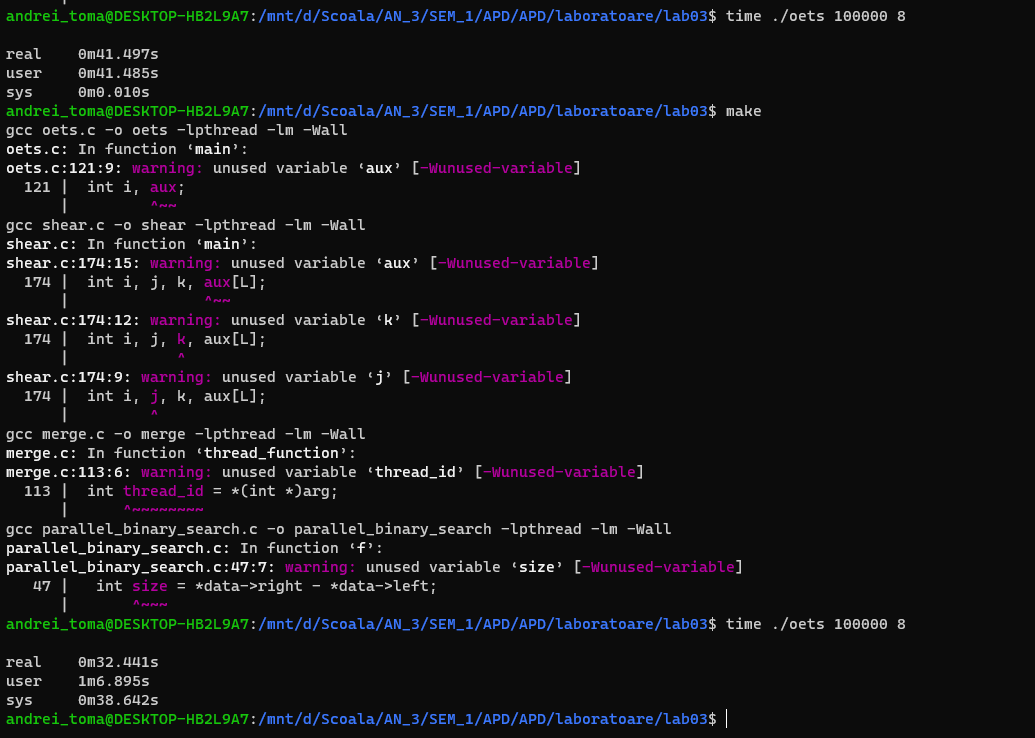 andrei_toma@DESKTOP-HB2L9A7:/mnt/d/Scoala/AN_3/SEM_1/APD/APD/laboratoare/lab03$ time ./oets 100000 8

real    0m41.497s
user    0m41.485s
sys     0m0.010s
andrei_toma@DESKTOP-HB2L9A7:/mnt/d/Scoala/AN_3/SEM_1/APD/APD/laboratoare/lab03$ make
gcc oets.c -o oets -lpthread -lm -Wall
oets.c: In function ‘main’:
oets.c:121:9: warning: unused variable ‘aux’ [-Wunused-variable]
  121 |  int i, aux;
      |         ^~~
gcc shear.c -o shear -lpthread -lm -Wall
shear.c: In function ‘main’:
shear.c:174:15: warning: unused variable ‘aux’ [-Wunused-variable]
  174 |  int i, j, k, aux[L];
      |               ^~~
shear.c:174:12: warning: unused variable ‘k’ [-Wunused-variable]
  174 |  int i, j, k, aux[L];
      |            ^
shear.c:174:9: warning: unused variable ‘j’ [-Wunused-variable]
  174 |  int i, j, k, aux[L];
      |         ^
gcc merge.c -o merge -lpthread -lm -Wall
merge.c: In function ‘thread_function’:
merge.c:113:6: warning: unused variable ‘thread_id’ [-Wunused-variable]
  113 |  int thread_id = *(int *)arg;
      |      ^~~~~~~~~
gcc parallel_binary_search.c -o parallel_binary_search -lpthread -lm -Wall
parallel_binary_search.c: In function ‘f’:
parallel_binary_search.c:47:7: warning: unused variable ‘size’ [-Wunused-variable]
   47 |   int size = *data->right - *data->left;
      |       ^~~~
andrei_toma@DESKTOP-HB2L9A7:/mnt/d/Scoala/AN_3/SEM_1/APD/APD/laboratoare/lab03$ time ./oets 100000 8

real    0m32.441s
user    1m6.895s
sys     0m38.642s
andrei_toma@DESKTOP-HB2L9A7:/mnt/d/Scoala/AN_3/SEM_1/APD/APD/laboratoare/lab03$